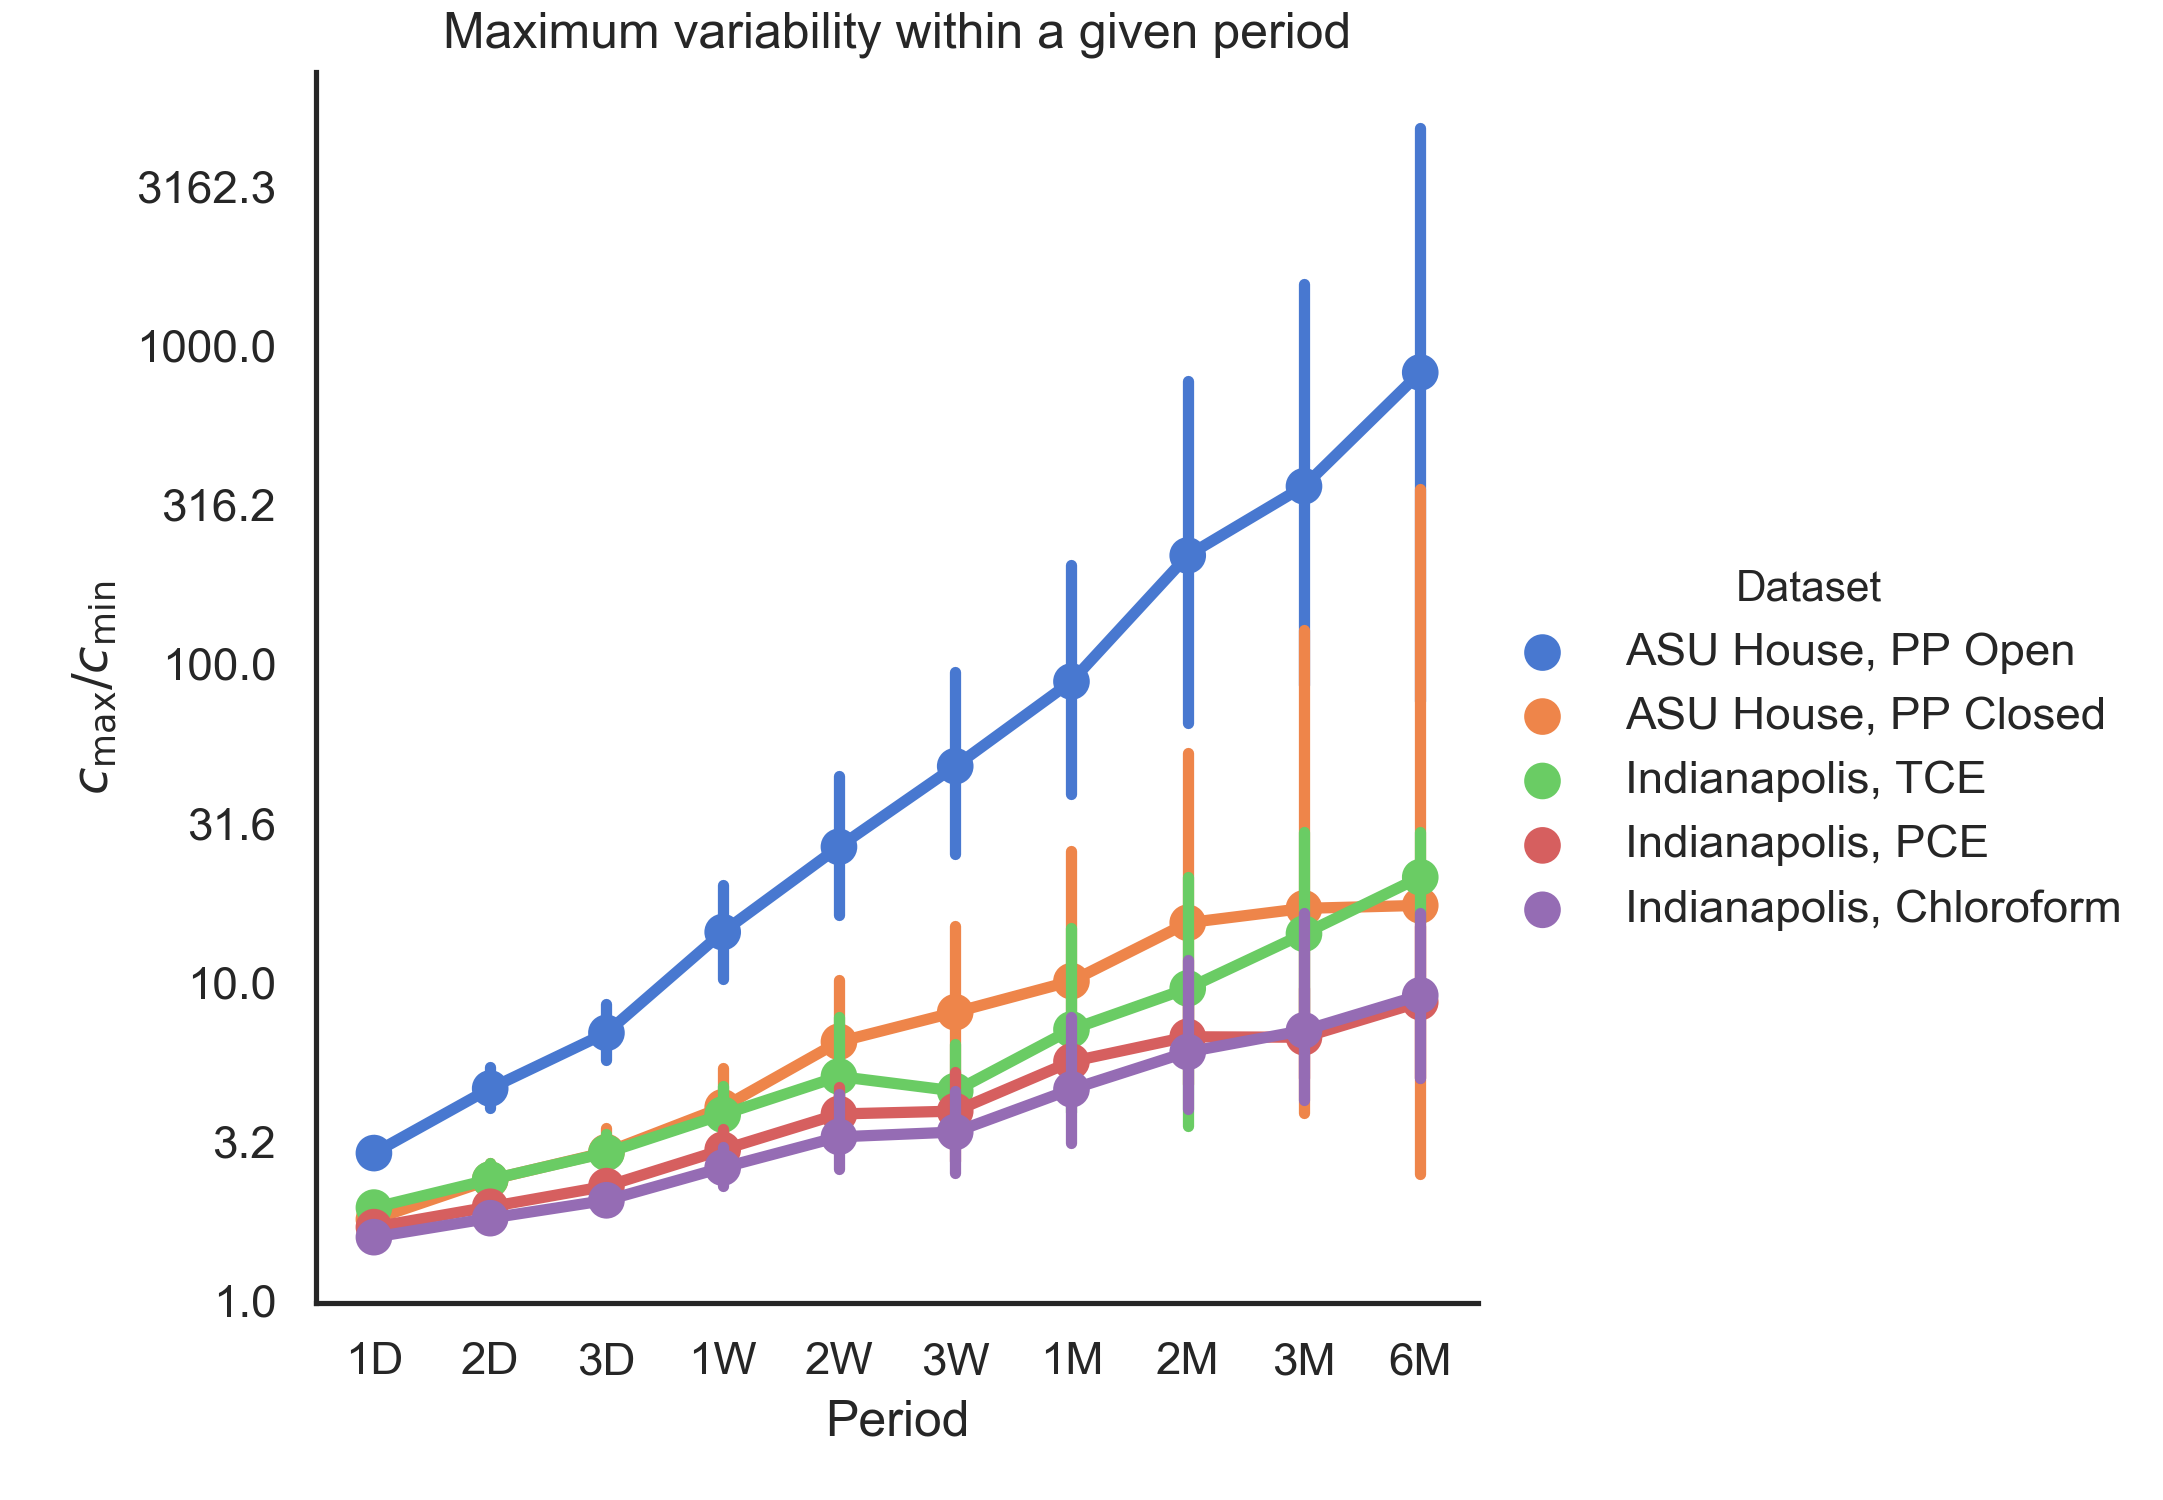 Maximum variability within a given period
3162.3
1000.0
316.2
100.0
31.6
10.0
3.2
1.0
cmax/cmin
1D 2D 3D 1W 2W 3W 1M 2M 3M 6M
Period
Dataset
ASU House, PP Open
ASU House, PP Closed
Indianapolis, TCE
Indianapolis, PCE
Indianapolis, Chloroform